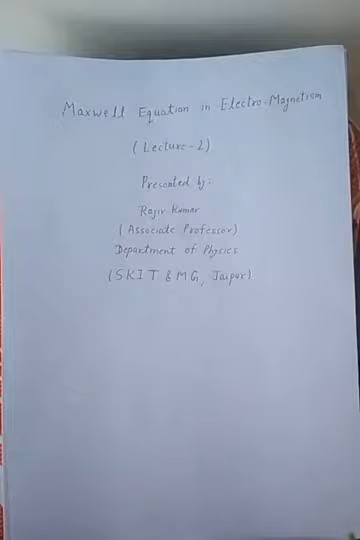 Maxwell Equation in Electro-Magnetism
(Lecture-2)
Presented by:
Rajiv Kumar
(Associate Professor)
Department of Physics
(SKIT & MG, Jaipur)